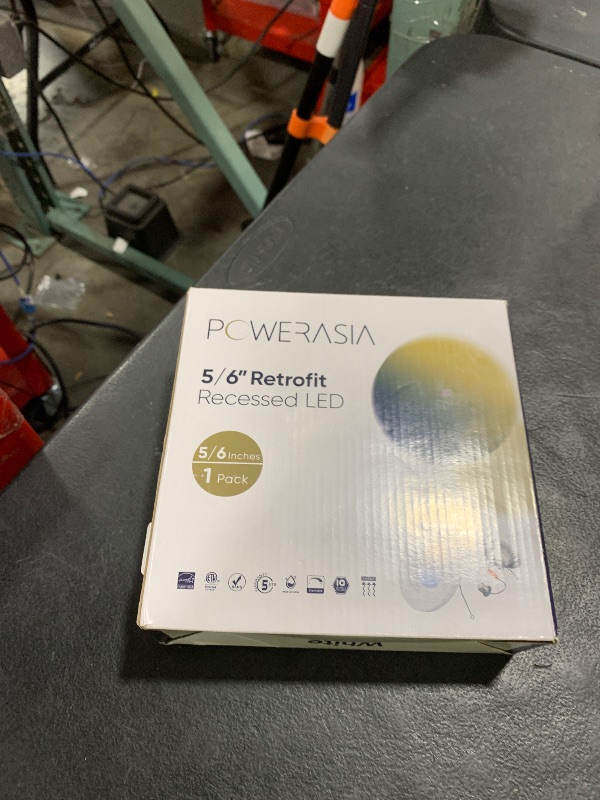 POWERASIA
5/6" Retrofit
Recessed LED
5/6 Inches
1 Pack
White